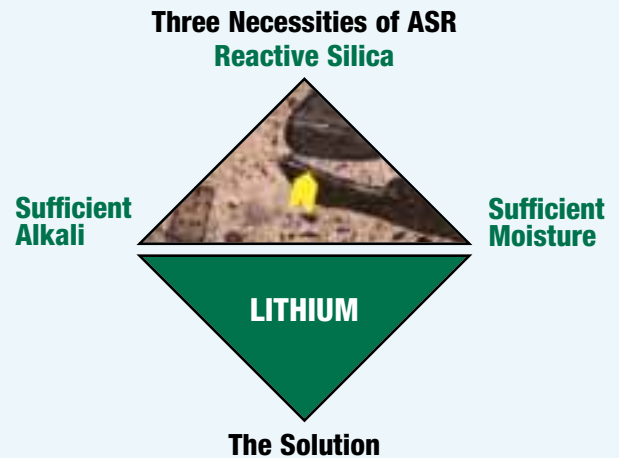 Three Necessities of ASR
Reactive Silica
Sufficient
Alkali
Sufficient
Moisture
LITHIUM
The Solution